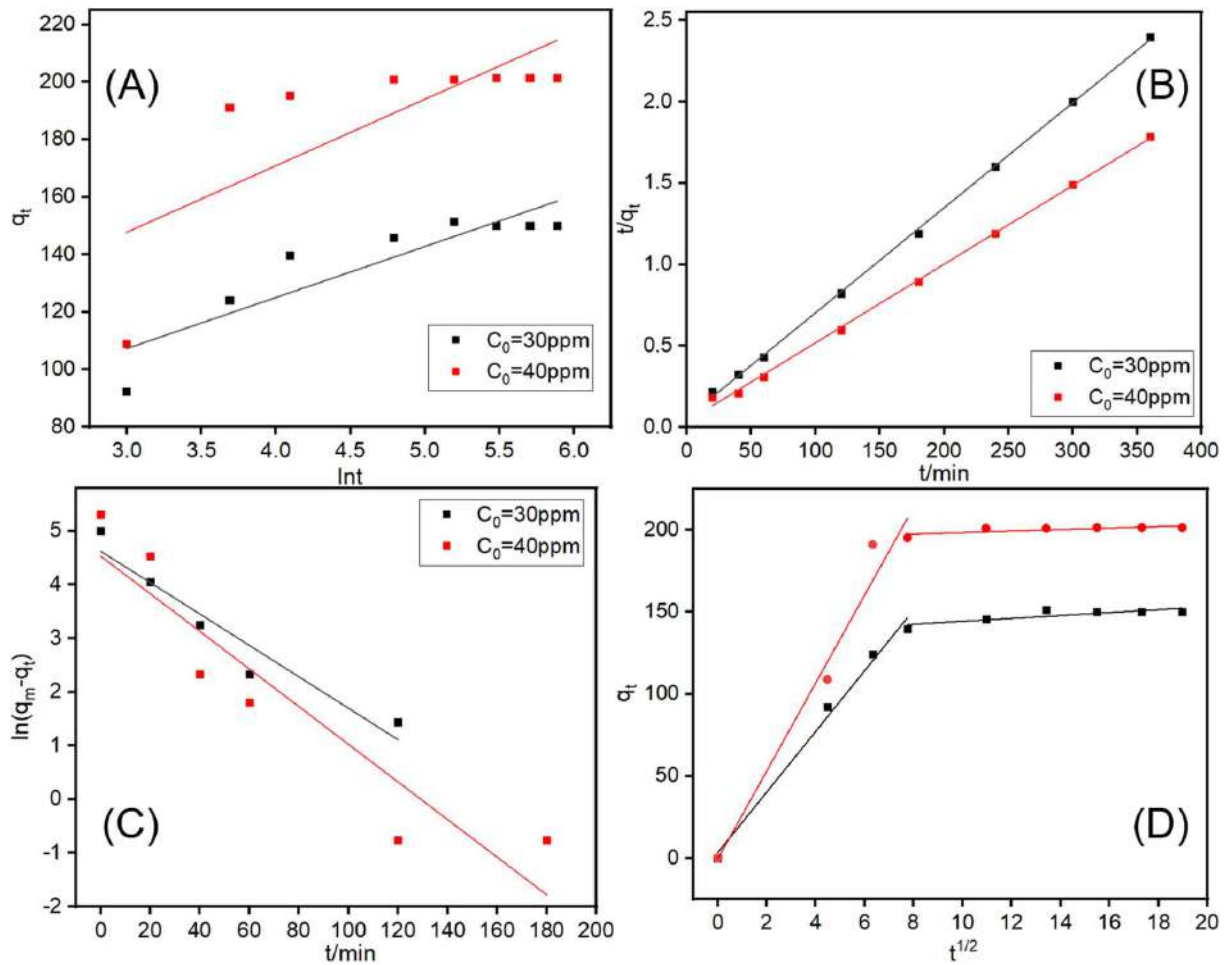 (A)
220
200
180
160
140
120
100
80
qt
3.0 3.5 4.0 4.5 5.0 5.5 6.0
lnt
C0=30ppm
C0=40ppm
(B)
2.5
2.0
1.5
1.0
0.5
0.0
t/qt
0 50 100 150 200 250 300 350 400
t/min
C0=30ppm
C0=40ppm
(C)
5
4
3
2
1
0
-1
-2
ln(qm-qt)
0 20 40 60 80 100 120 140 160 180 200
t/min
C0=30ppm
C0=40ppm
(D)
200
150
100
50
0
qt
0 2 4 6 8 10 12 14 16 18 20
t1/2